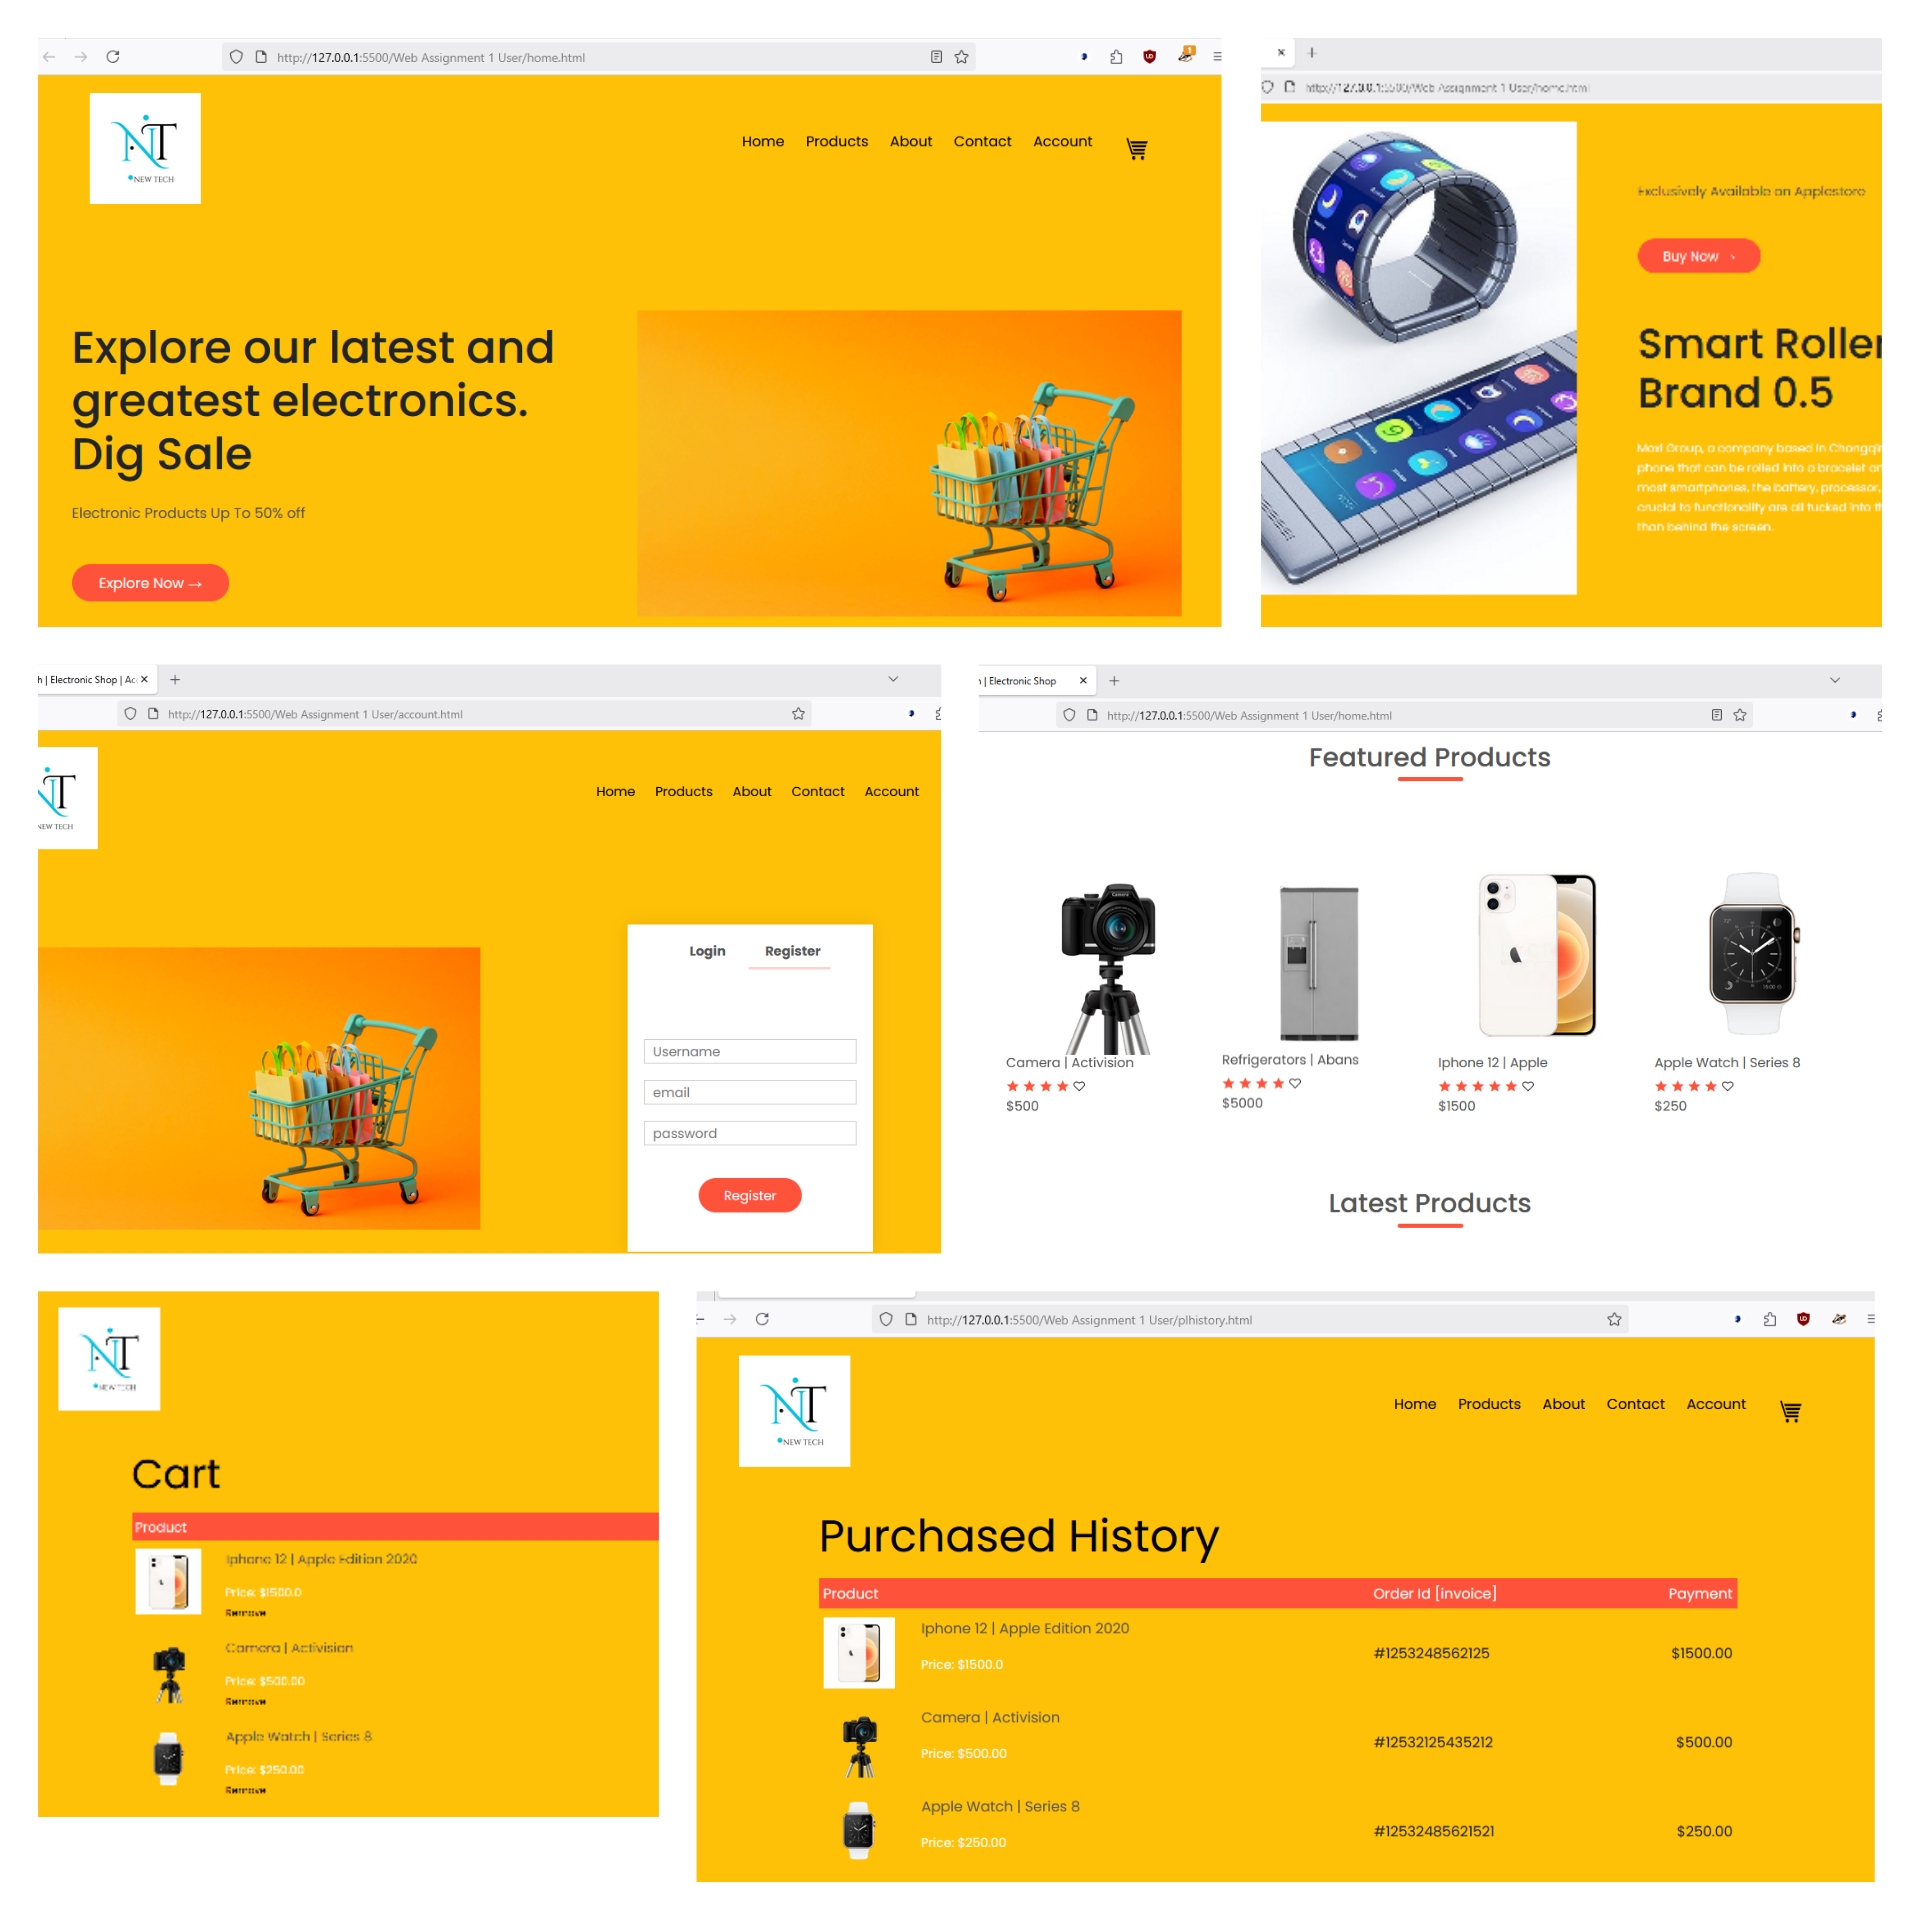 http://127.0.0.1:5500/Web Assignment 1 User/home.html
NT
NEW TECH
Home Products About Contact Account
Explore our latest and
greatest electronics.
Dig Sale
Electronic Products Up To 50% off
Explore Now →
http://127.0.0.1:5500/Web Assignment 1 User/home.html
Exclusively Available on Applestore
Buy Now
Smart Roller
Brand 0.5
Moxi Group, a company based in
phone that can be rolled into a bracelet
most smartphones, the battery, processor,
crucial to functionality are all tucked into
than behind the screen.
h | Electronic Shop | Ac
http://127.0.0.1:5500/Web Assignment 1 User/account.html
NT
NEW TECH
Home Products About Contact Account
Login Register
Username
email
password
Register
| Electronic Shop
http://127.0.0.1:5500/Web Assignment 1 User/home.html
Featured Products
Camera | Activision
$500
Refrigerators | Abans
$5000
Iphone 12 | Apple
$1500
Apple Watch | Series 8
$250
Latest Products
NT
NEW TECH
Cart
Product
Iphone 12 | Apple Edition 2020
Price: $1500.0
Remove
Camera | Activision
Price: $500.00
Remove
Apple Watch | Series 8
Price: $250.00
Remove
http://127.0.0.1:5500/Web Assignment 1 User/plhistory.html
NT
NEW TECH
Home Products About Contact Account
Purchased History
Product Order Id [invoice] Payment
Iphone 12 | Apple Edition 2020
Price: $1500.0
#1253248562125 $1500.00
Camera | Activision
Price: $500.00
#12532125435212 $500.00
Apple Watch | Series 8
Price: $250.00
#12532485621521 $250.00